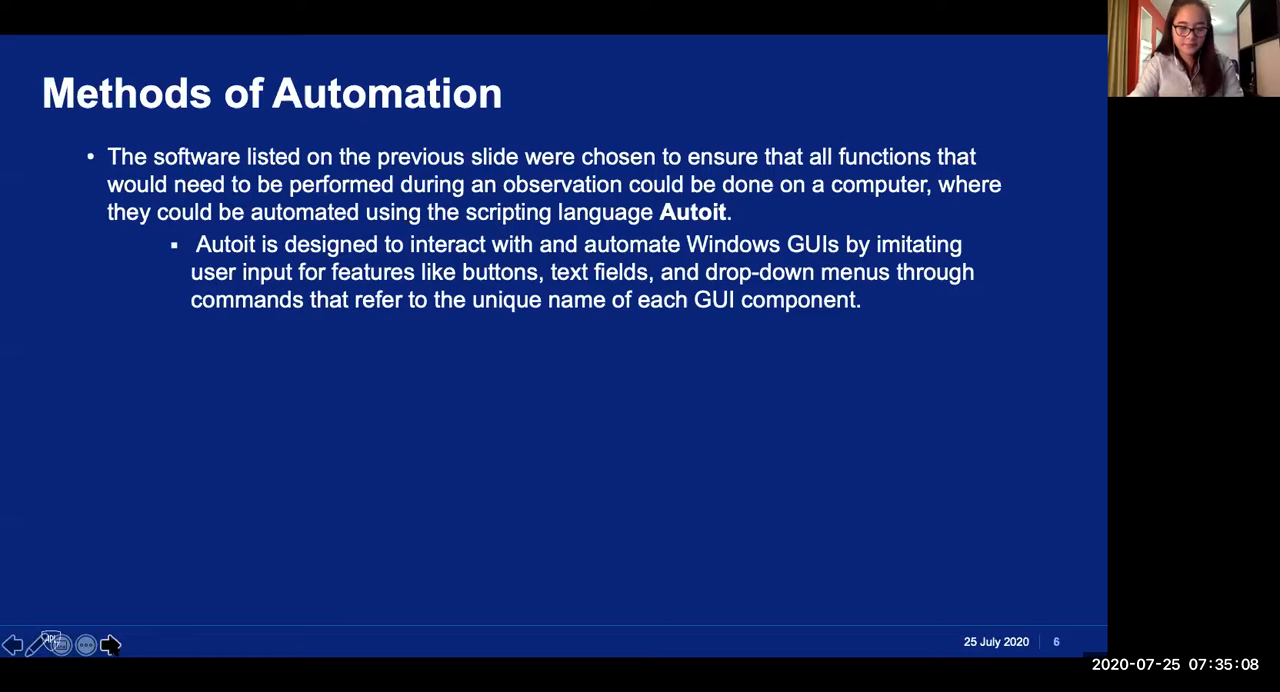 Methods of Automation
• The software listed on the previous slide were chosen to ensure that all functions that
would need to be performed during an observation could be done on a computer, where
they could be automated using the scripting language Autoit.
▪ Autoit is designed to interact with and automate Windows GUIs by imitating
user input for features like buttons, text fields, and drop-down menus through
commands that refer to the unique name of each GUI component.
25 July 2020 6
2020-07-25 07:35:08